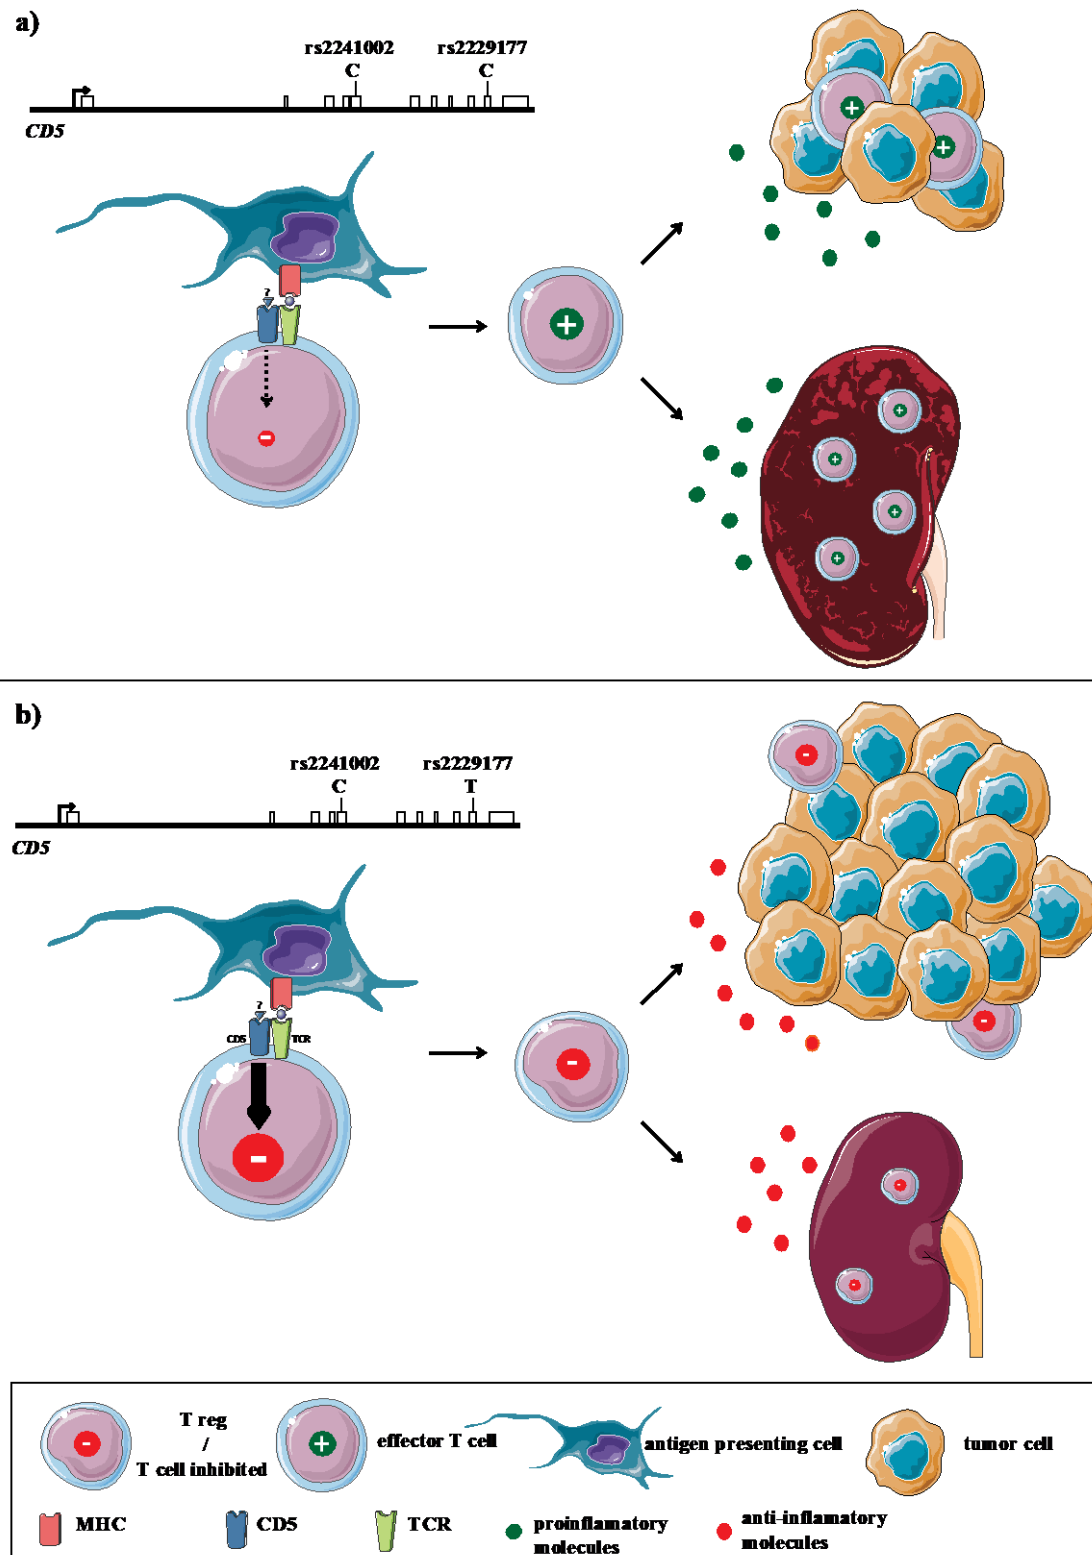 a)
rs2241002 rs2229177
C C
CD5
?
+
+
+
-
+
+
+
+
b)
rs2241002 rs2229177
C T
CD5
-
?
CD5 TCR
-
-
-
-
-
T reg
/
T cell inhibited
-
+
effector T cell
antigen presenting cell
tumor cell
MHC
CD5
TCR
proinflamatory
molecules
anti-inflamatory
molecules